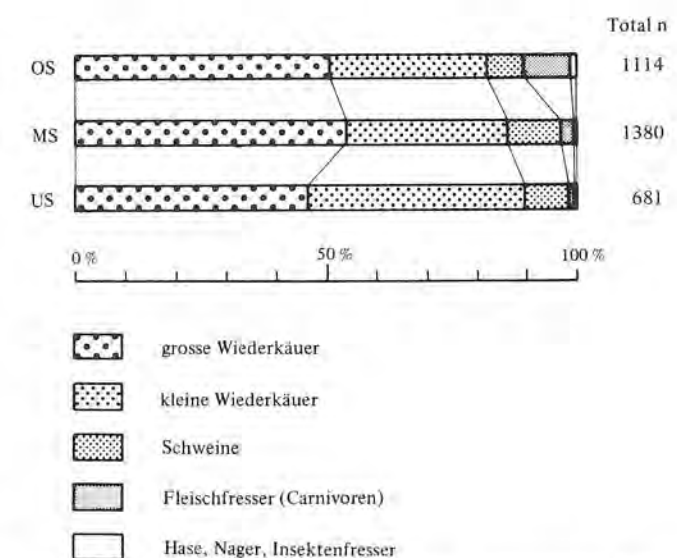 Total n
OS 1114
MS 1380
US 681
0 % 50 % 100 %
grosse Wiederkäuer
kleine Wiederkäuer
Schweine
Fleischfresser (Carnivoren)
Hase, Nager, Insektenfresser